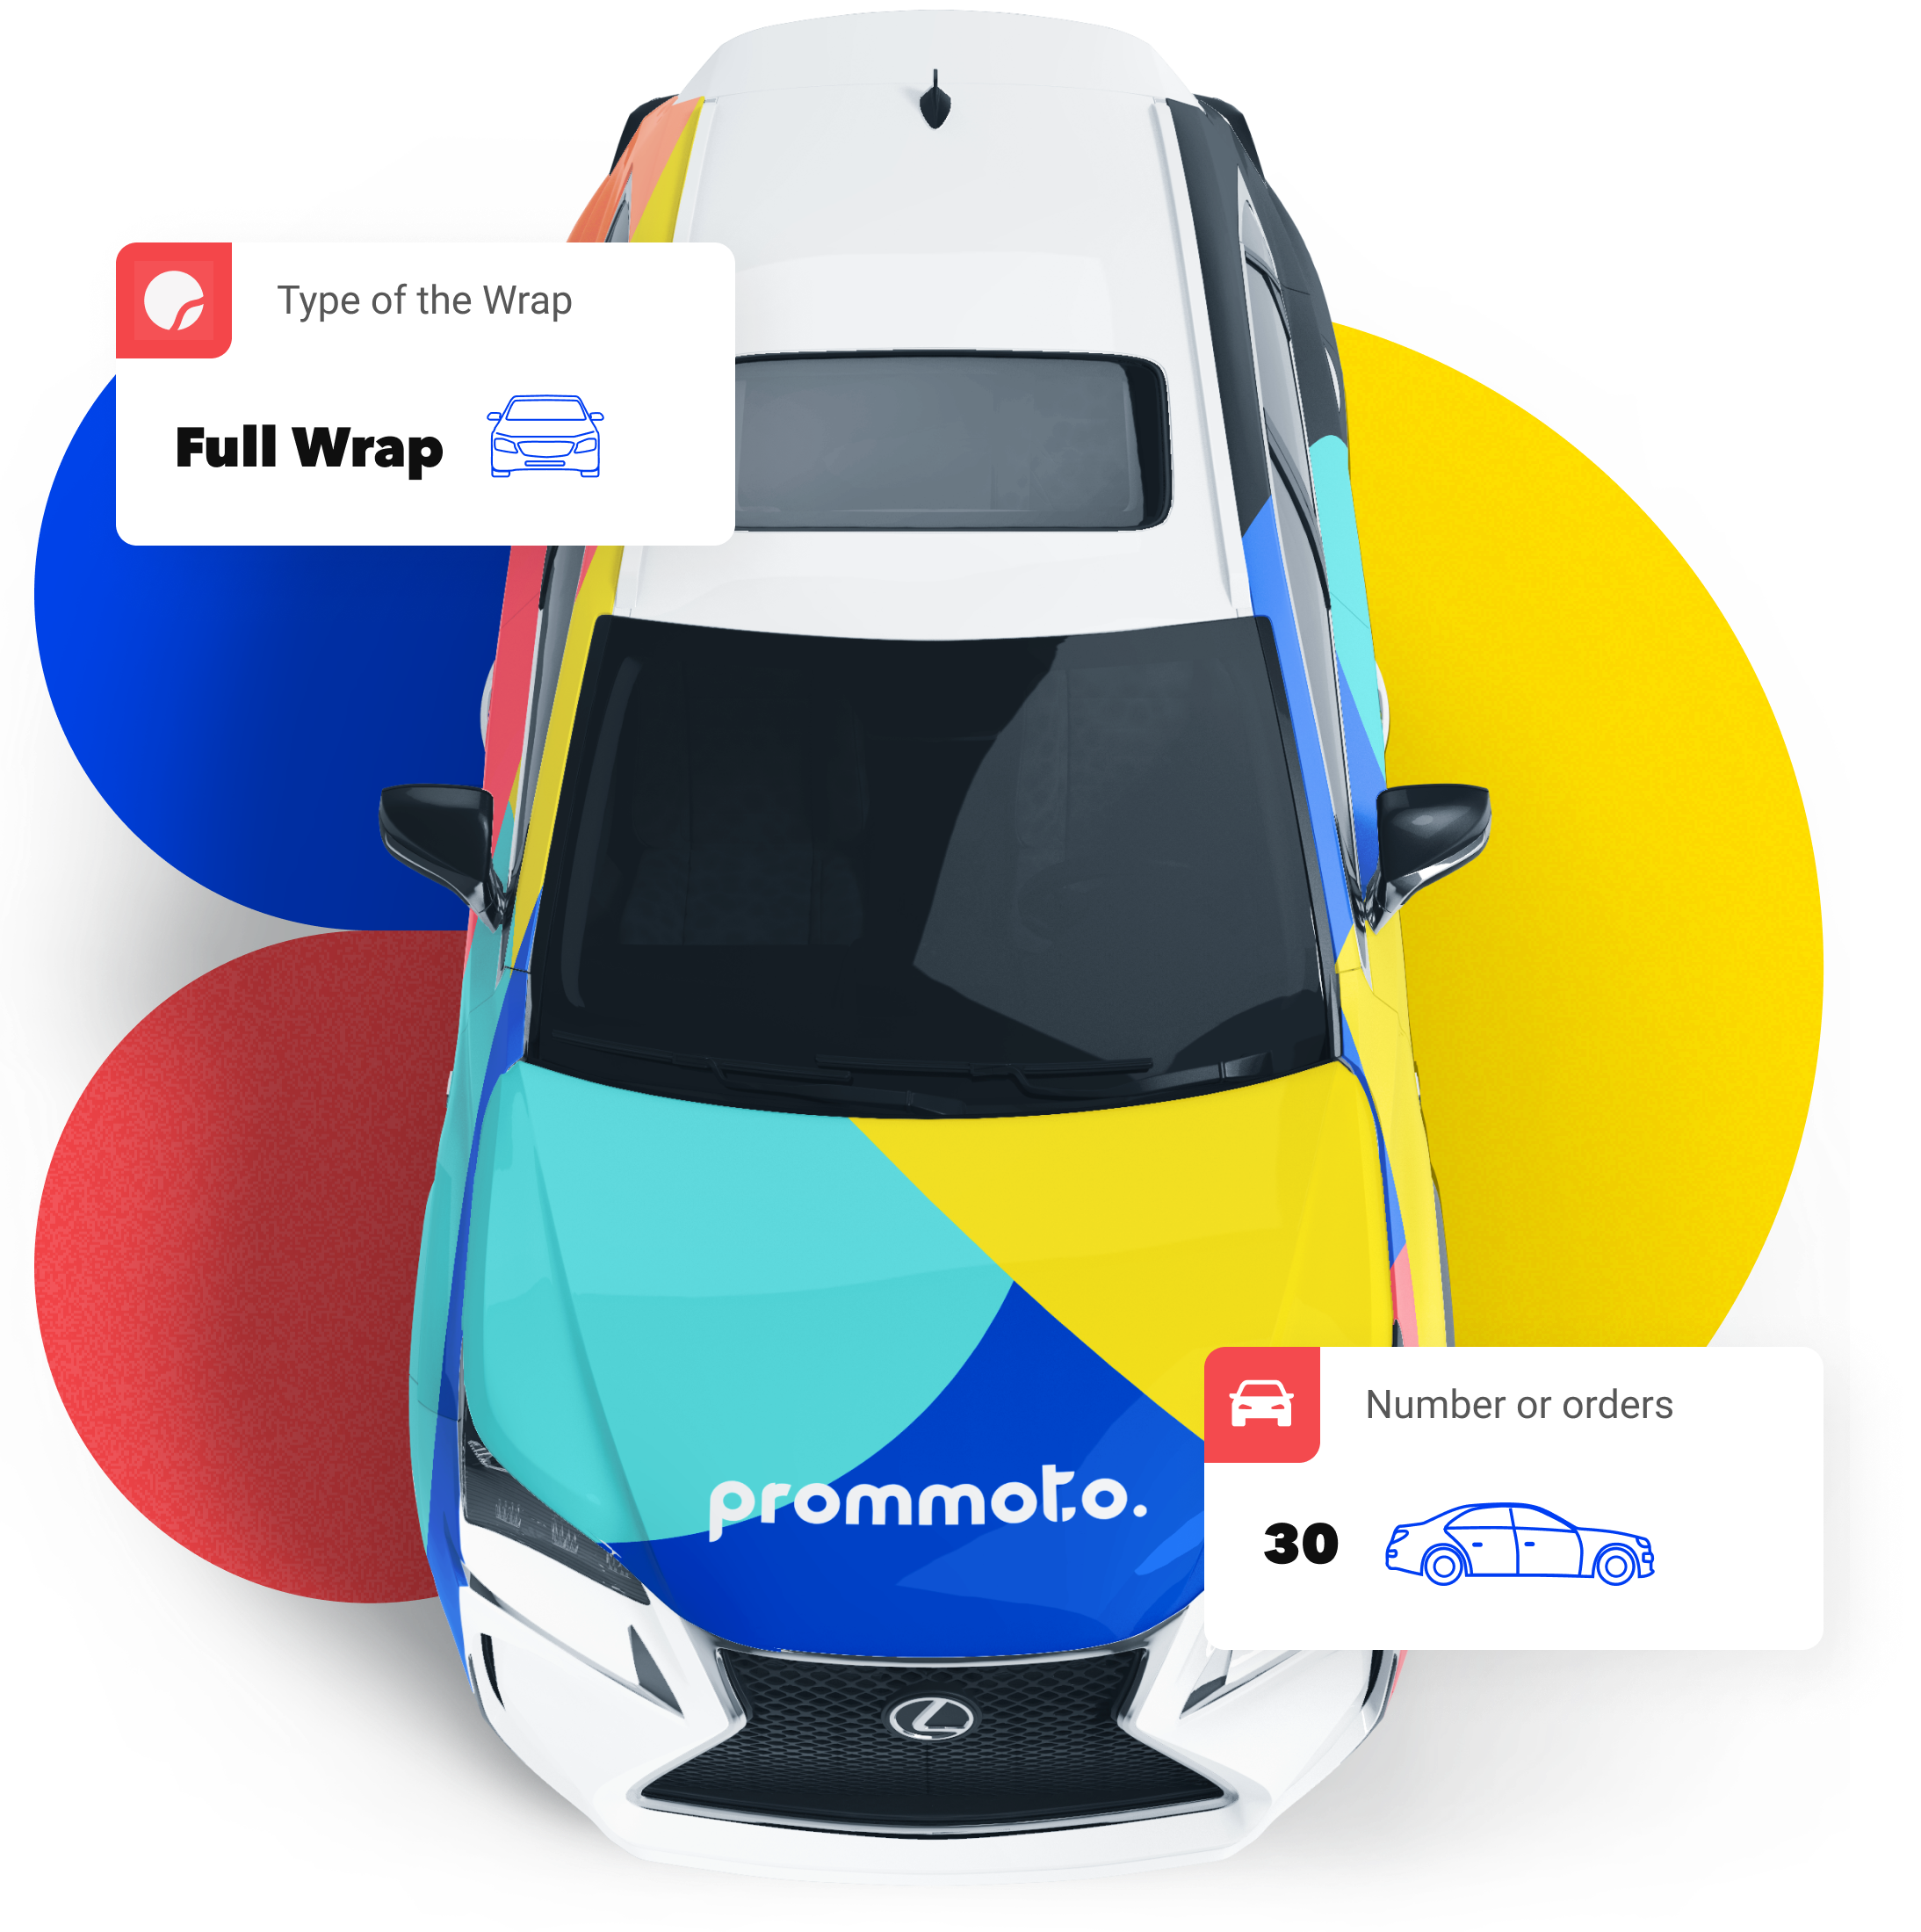 Type of the Wrap
Full Wrap
prommoto.
Number or orders
30